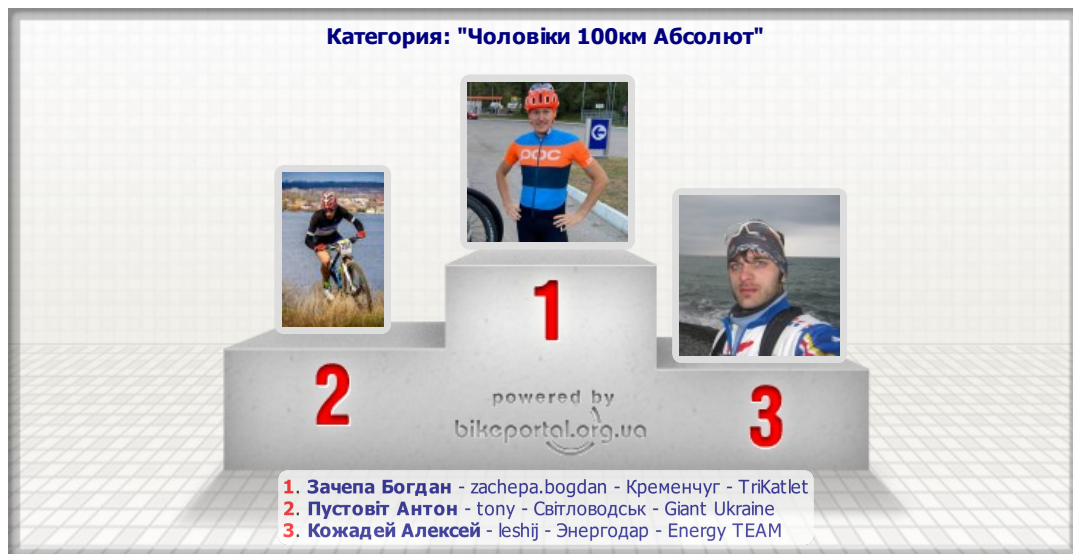 Категория: "Чоловіки 100км Абсолют"
POC
1
2
3
powered by
bikeportal.org.ua
1. Зачепа Богдан - zachepa.bogdan - Кременчуг - TriKatlet
2. Пустовіт Антон - tony - Світловодськ - Giant Ukraine
3. Кожадей Алексей - leshij - Энергодар - Energy TEAM